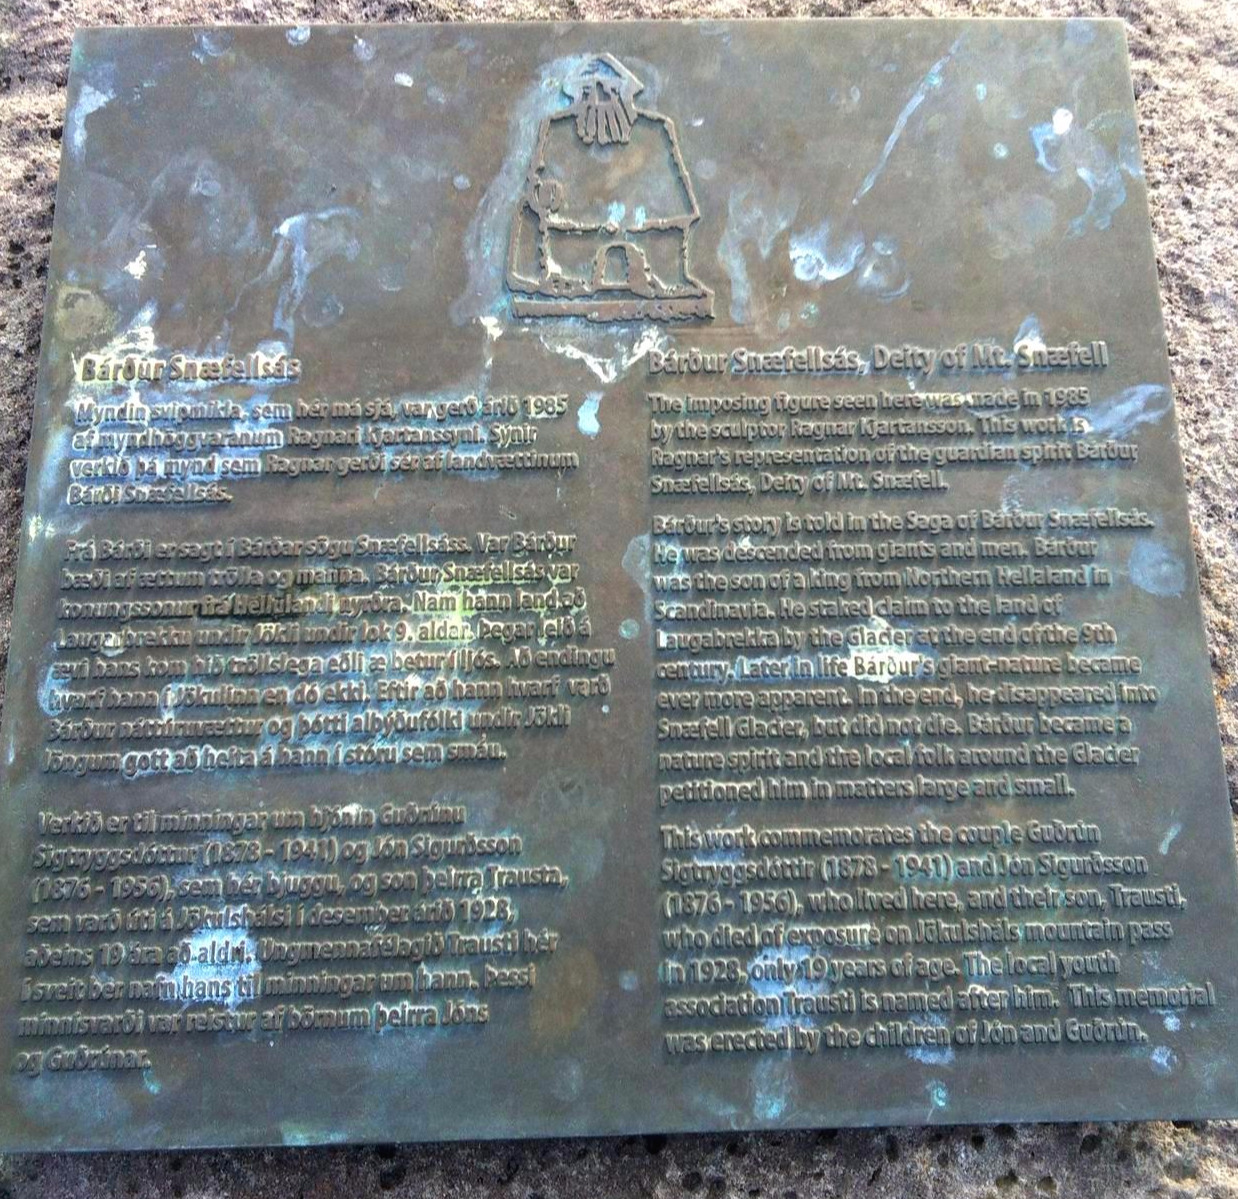 Bárður Snæfellsás
Myndin svipmikla, sem hér má sjá, var gerð árið 1985
af myndhöggvaranum Ragnari Kjartanssyni. Sýnir
verkið þá mynd sem Ragnar gerði sér af landvættinum
Bárði Snæfellsás.
Frá Bárði er sagt í Bárðar sögu Snæfellsáss. Var Bárður
bæði af ættum trölla og manna. Bárður Snæfellsás var
konungssonur frá Hellulandi nyrðra. Nam hann land að
Laugarbrekku undir Jökli undir lok 9. aldar. Þegar leið á
ævi hans kom hið tröllslega eðli æ betur í ljós. Að endingu
hvarf hann í Jökulinn en dó ekki. Eftir að hann hvarf varð
Bárður náttúruvættur og þótti alþýðufólki undir Jökli
löngum gott að heita á hann í stóru sem smáu.
Verkið er til minningar um hjónin Guðrúnu
Sigtryggsdóttur (1878 - 1941) og Jón Sigurðsson
(1876 - 1956), sem hér bjuggu, og son þeirra Trausta,
sem varð úti á Jökulshálsi í desember árið 1928,
aðeins 19 ára að aldri. Ungmennafélagið Trausti hér
í sveit ber nafn hans til minningar um hann. Þessi
minnisvarði var reistur af börnum þeirra Jóns
og Guðrúnar.
Bárður Snæfellsás, Deity of Mt. Snæfell
The imposing figure seen here was made in 1985
by the sculptor Ragnar Kjartansson. This work is
Ragnar's representation of the guardian spirit Bárður
Snæfellsás, Deity of Mt. Snæfell.
Bárður's story is told in the Saga of Bárður Snæfellsás.
He was descended from giants and men. Bárður
was the son of a king from Northern Hellaland in
Scandinavia. He staked claim to the land of
Laugabrekka by the Glacier at the end of the 9th
century. Later in life Bárður's giant-nature became
ever more apparent. In the end, he disappeared into
Snæfell Glacier, but did not die. Bárður became a
nature spirit and the local folk around the Glacier
petitioned him in matters large and small.
This work commemorates the couple Guðrún
Sigtryggsdóttir (1878 - 1941) and Jón Sigurðsson
(1876 - 1956), who lived here, and their son, Trausti,
who died of exposure on Jökulsháls mountain pass
in 1928, only 19 years of age. The local youth
association Trausti is named after him. This memorial
was erected by the children of Jón and Guðrún.